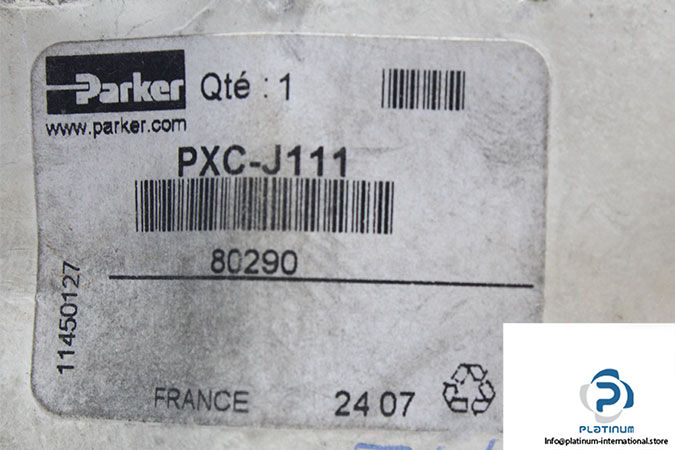 Parker
Qté : 1
www.parker.com
PXC-J111
80290
11450127
FRANCE
24 07
PLATINUM
Info@platinum-international.store